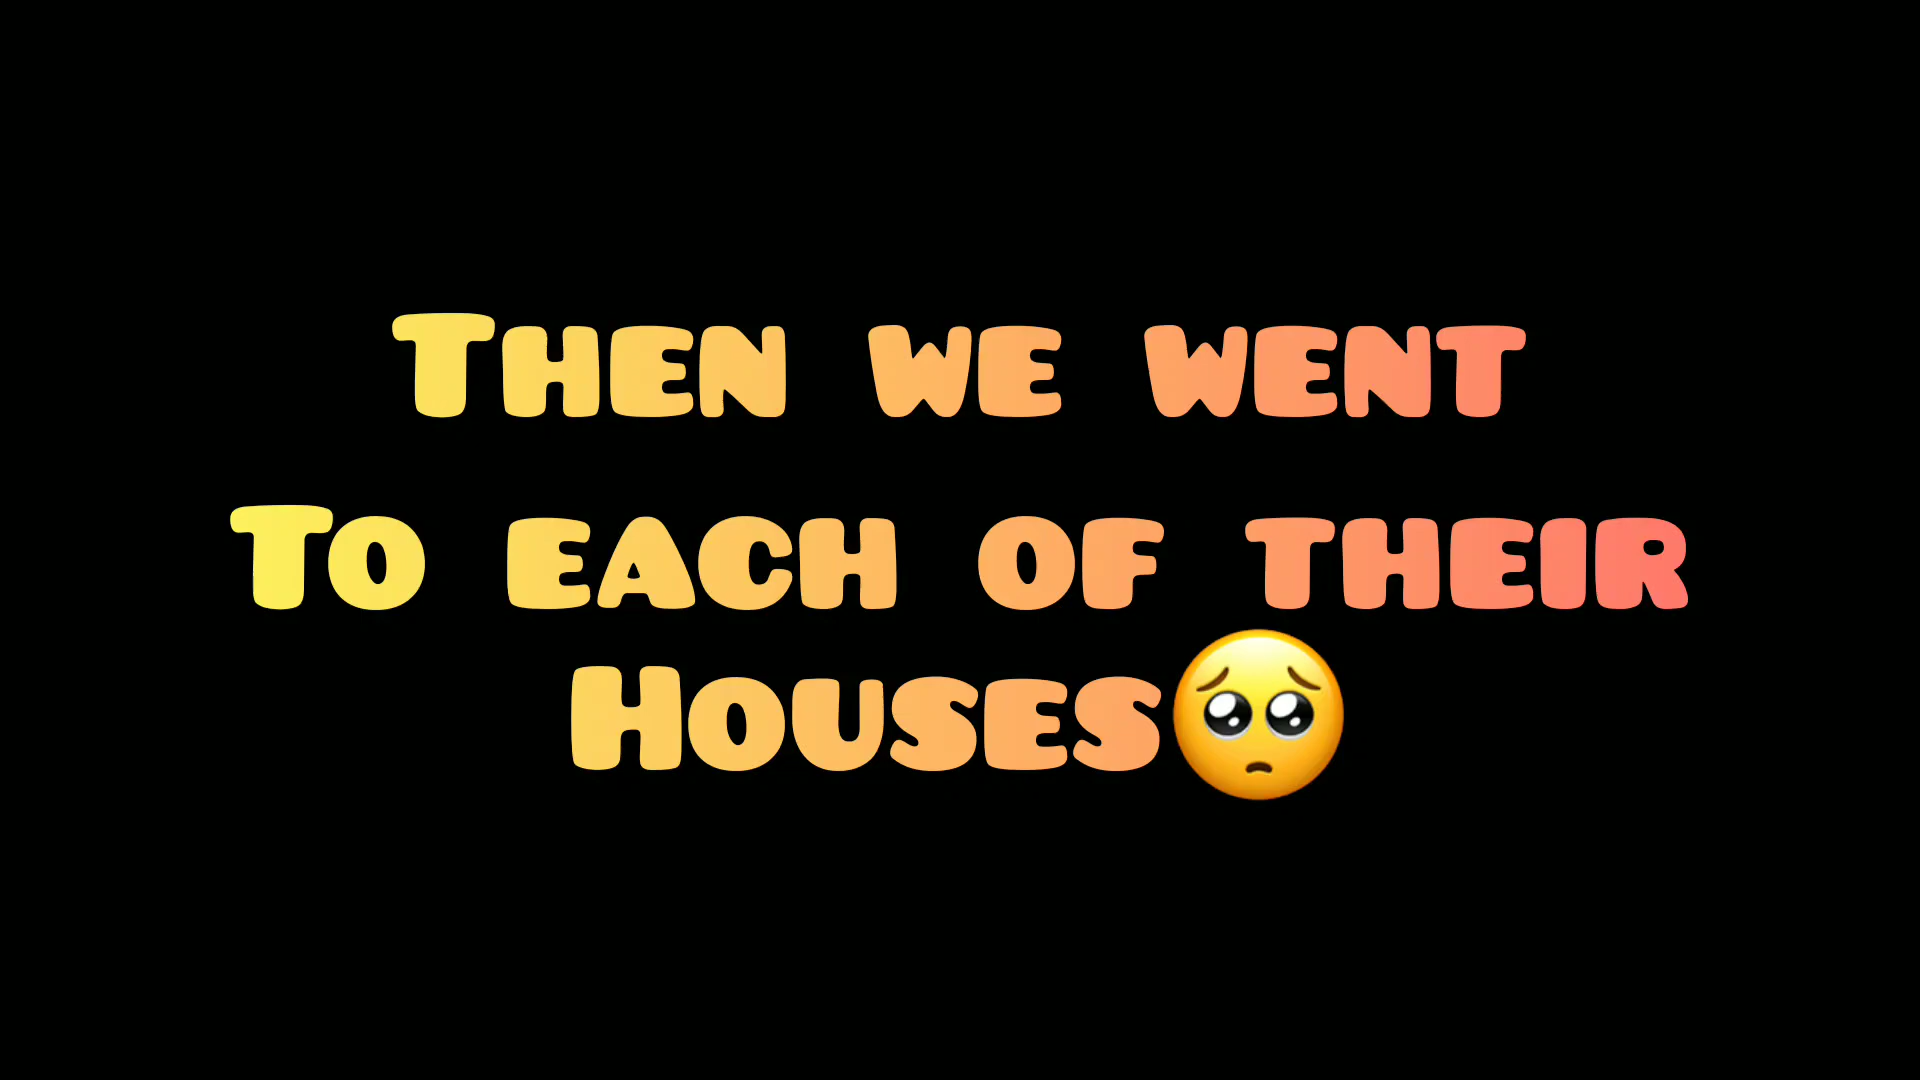 Then we went
To each of their
Houses🥺